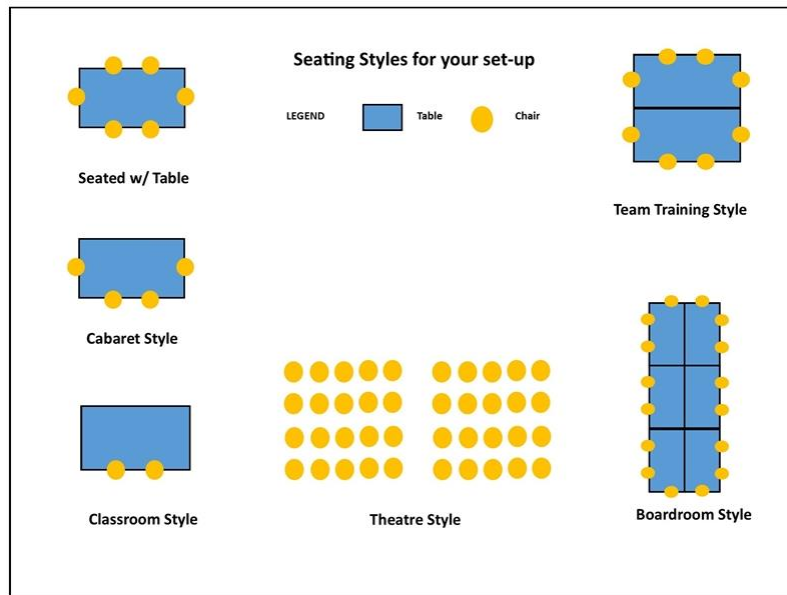 Seating Styles for your set-up
LEGEND
Table
Chair
Seated w/ Table
Team Training Style
Cabaret Style
Classroom Style
Theatre Style
Boardroom Style